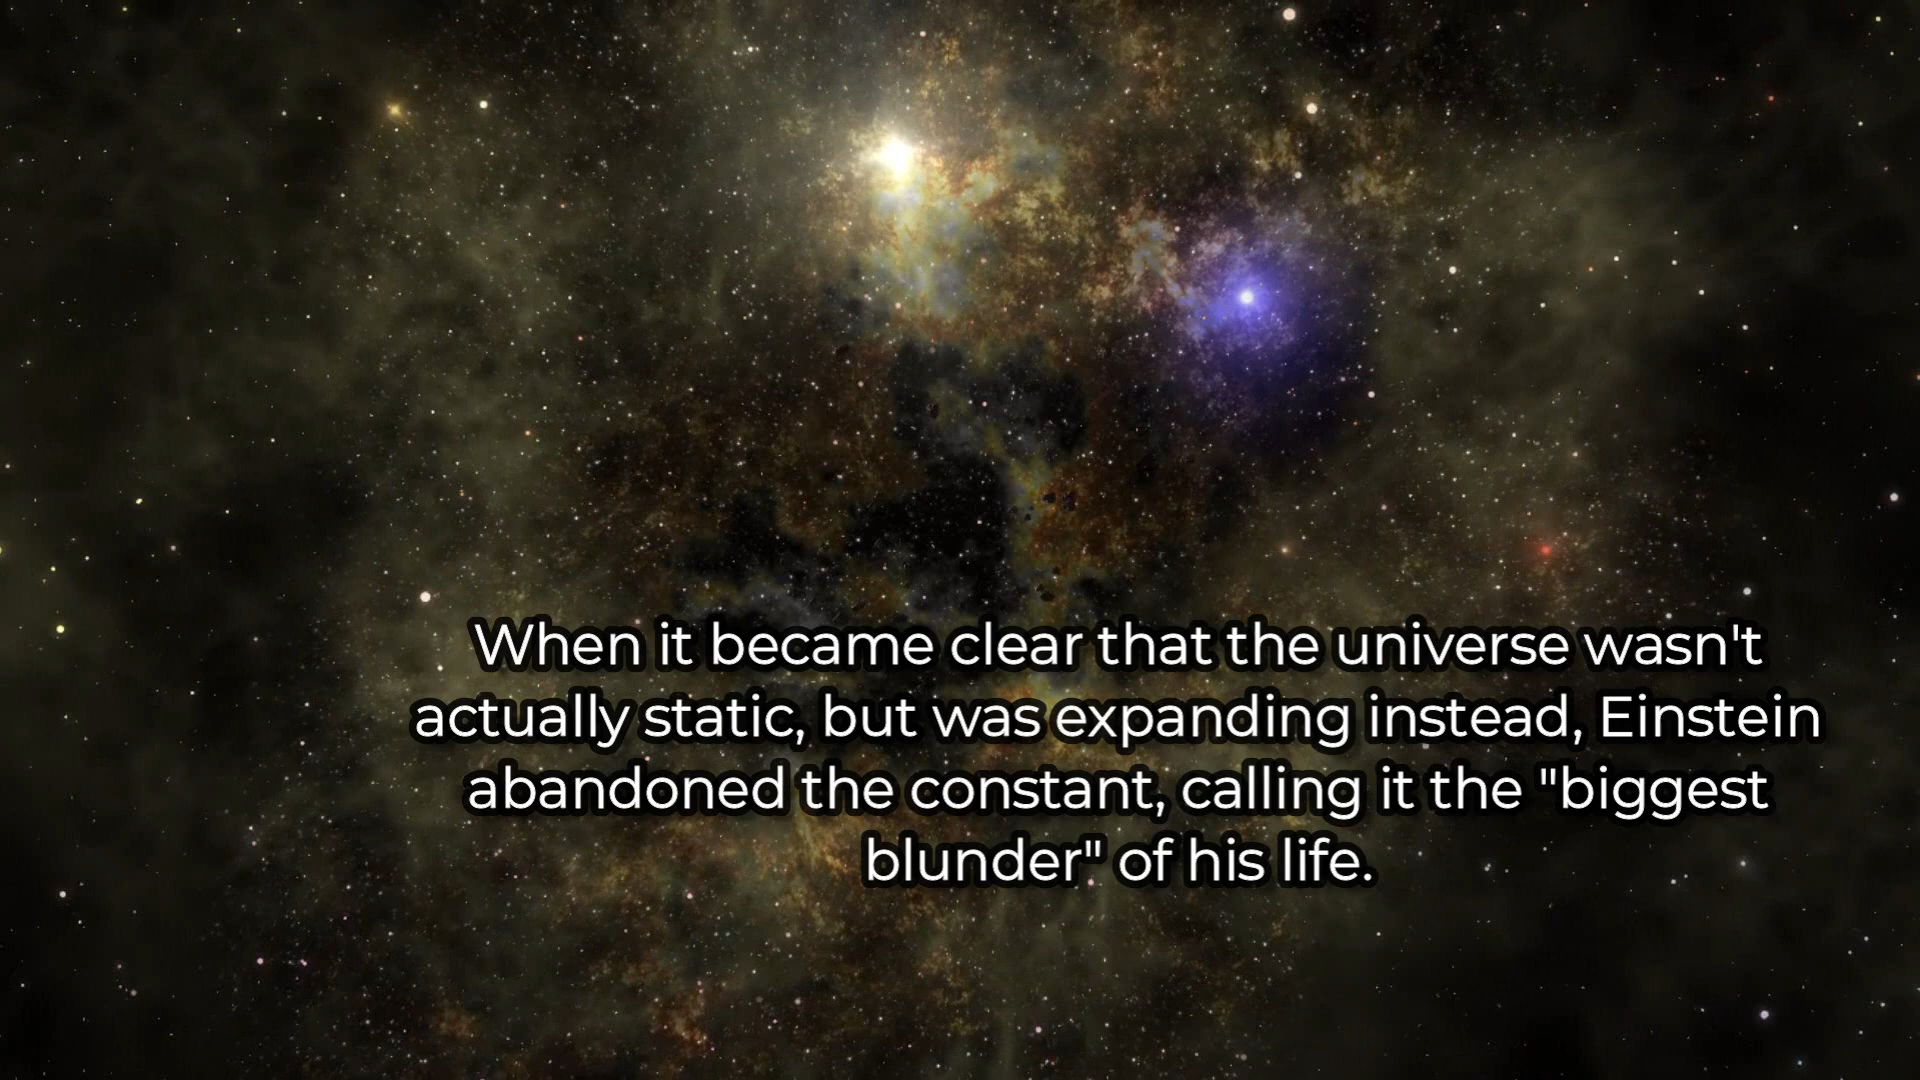 When it became clear that the universe wasn't
actually static, but was expanding instead, Einstein
abandoned the constant, calling it the "biggest
blunder" of his life.